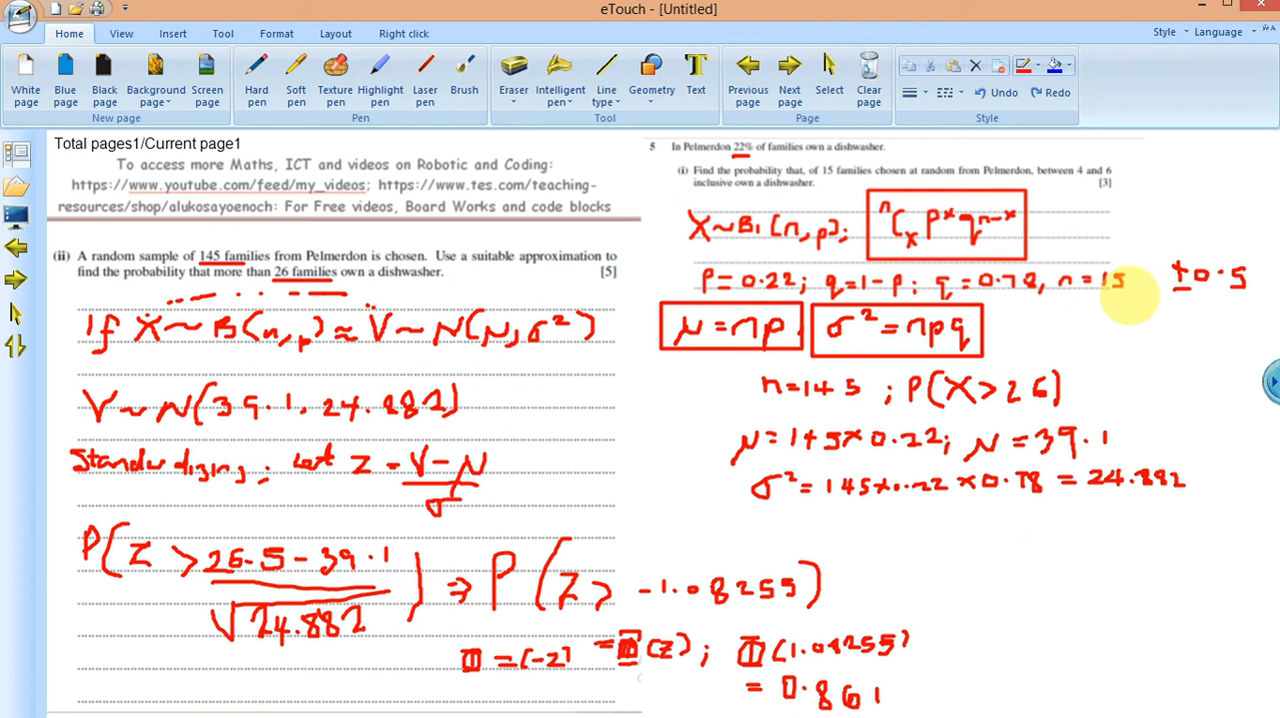 eTouch - [Untitled]
Home View Insert Tool Format Layout Right click Style Language
White page Blue page Black page Background page Screen page
Hard pen Soft pen Texture pen Highlight pen Laser pen Brush
Eraser Intelligent pen Line type Geometry Text
Previous page Next page Select Clear page
Undo Redo
New page Pen Tool Page Style
Total pages1/Current page1
To access more Maths, ICT and videos on Robotic and Coding:
https://www.youtube.com/feed/my_videos; https://www.tes.com/teaching-
resources/shop/alukosayoenoch: For Free videos, Board Works and code blocks
(ii) A random sample of 145 families from Pelmerdon is chosen. Use a suitable approximation to
find the probability that more than 26 families own a dishwasher. [5]
If X ~ B(n,p) ≈ V ~ N(μ, σ²)
V ~ N(39.1, 24.882)
Standardizing; Let Z = V - μ
σ
P(Z > 26.5 - 39.1
√24.882
) ⇒ P(Z > -1.08255)
Φ = (-z) = Φ(z); Φ(1.08255)
= 0.861
5 In Pelmerdon 22% of families own a dishwasher.
(i) Find the probability that, of 15 families chosen at random from Pelmerdon, between 4 and 6
inclusive own a dishwasher. [3]
X ~ Bi(n,p); ⁿCₓ pˣ qⁿ⁻ˣ
p = 0.22; q = 1-p; q = 0.78, n = 15 ±0.5
μ = np σ² = npq
n = 145 ; P(X > 26)
μ = 145×0.22; μ = 39.1
σ² = 145×0.22×0.78 = 24.882